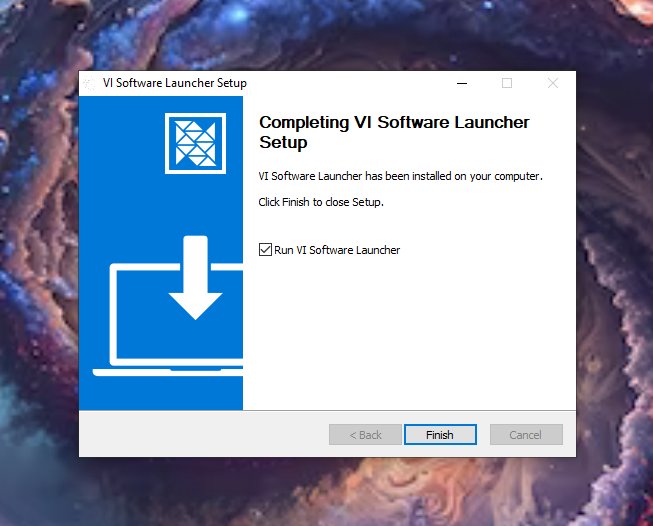 VI Software Launcher Setup
Completing VI Software Launcher
Setup
VI Software Launcher has been installed on your computer.
Click Finish to close Setup.
Run VI Software Launcher
< Back
Finish
Cancel